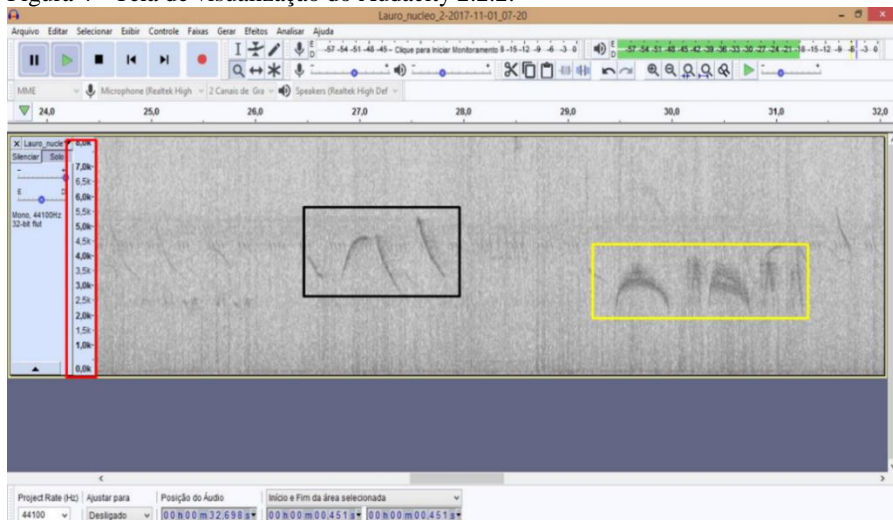 Figura 4 - Tela de visualização do Audacity 2.2.2.
Lauro_nucleo_2-2017-11-01_07-20
Arquivo Editar Selecionar Exibir Controle Faixas Gerar Efeitos Analisar Ajuda
-57 -54 -51 -48 -45 - Clique para Iniciar Monitoramento 8 -15 -12 -9 -6 -3 0
-57 -54 -51 -48 -45 -42 -39 -36 -33 -30 -27 -24 -21 -18 -15 -12 -9 -6 -3 0
MME Microphone (Realtek High 2 Canais de Gra Speakers (Realtek High Def
24,0 25,0 26,0 27,0 28,0 29,0 30,0 31,0 32,0
X Lauro_nucle 8,0k
Silenciar Solo
7,0k
6,5k
E D 6,0k
Mono, 44100Hz 5,5k
32-bit flut 5,0k
4,5k
4,0k
3,5k
3,0k
2,5k
2,0k
1,5k
1,0k
0,0k
Project Rate (Hz) Ajustar para Posição do Áudio Início e Fim da área selecionada
44100 Desligado 00 h 00 m 32,698 s 00 h 00 m 00,451 s 00 h 00 m 00,451 s